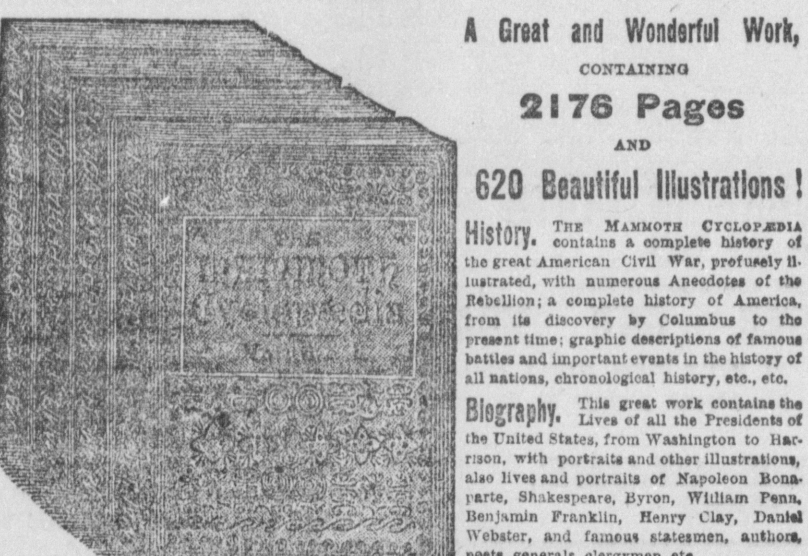 THE
MAMMOTH
Cyclopædia
Volume I.
A Great and Wonderful Work,
CONTAINING
2176 Pages
AND
620 Beautiful Illustrations !
History. THE MAMMOTH CYCLOPÆDIA
contains a complete history of
the great American Civil War, profusely il-
lustrated, with numerous Anecdotes of the
Rebellion; a complete history of America,
from its discovery by Columbus to the
present time; graphic descriptions of famous
battles and important events in the history of
all nations, chronological history, etc., etc.
Biography. This great work contains the
Lives of all the Presidents of
the United States, from Washington to Har-
rison, with portraits and other illustrations,
also lives and portraits of Napoleon Bona-
parte, Shakespeare, Byron, William Penn,
Benjamin Franklin, Henry Clay, Daniel
Webster, and famous statesmen, authors,
poets, generals, clergymen, etc.